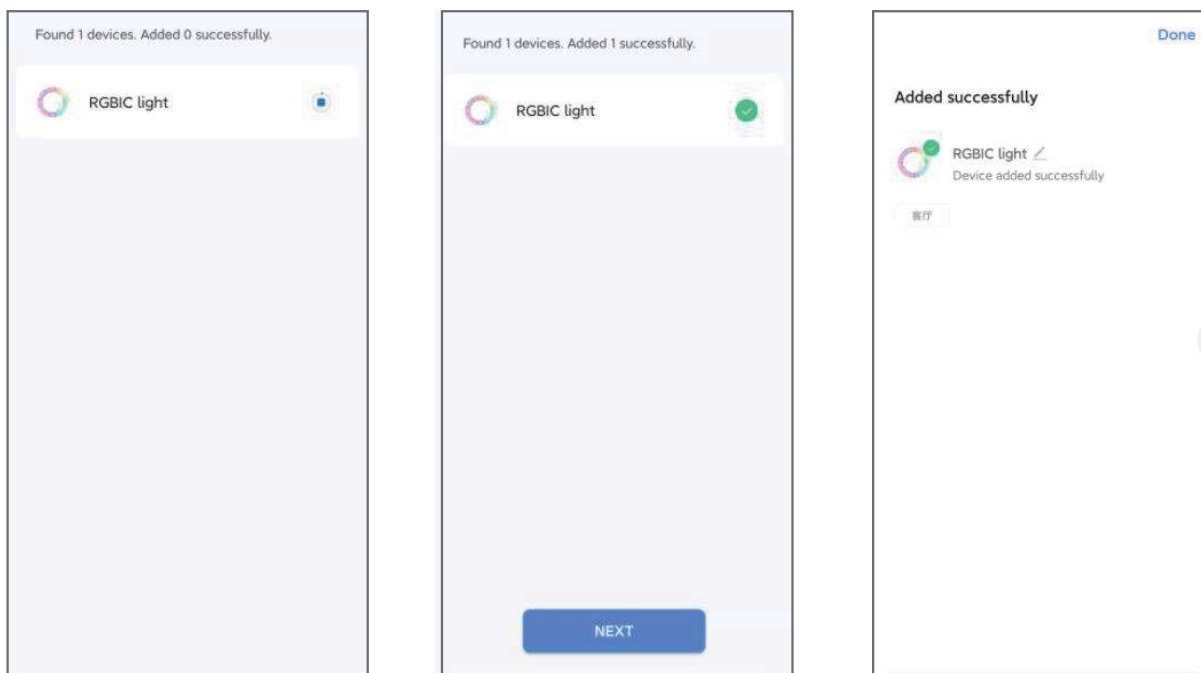 Found 1 devices. Added 0 successfully.
RGBIC light
Found 1 devices. Added 1 successfully.
RGBIC light
NEXT
Done
Added successfully
RGBIC light
Device added successfully
客厅